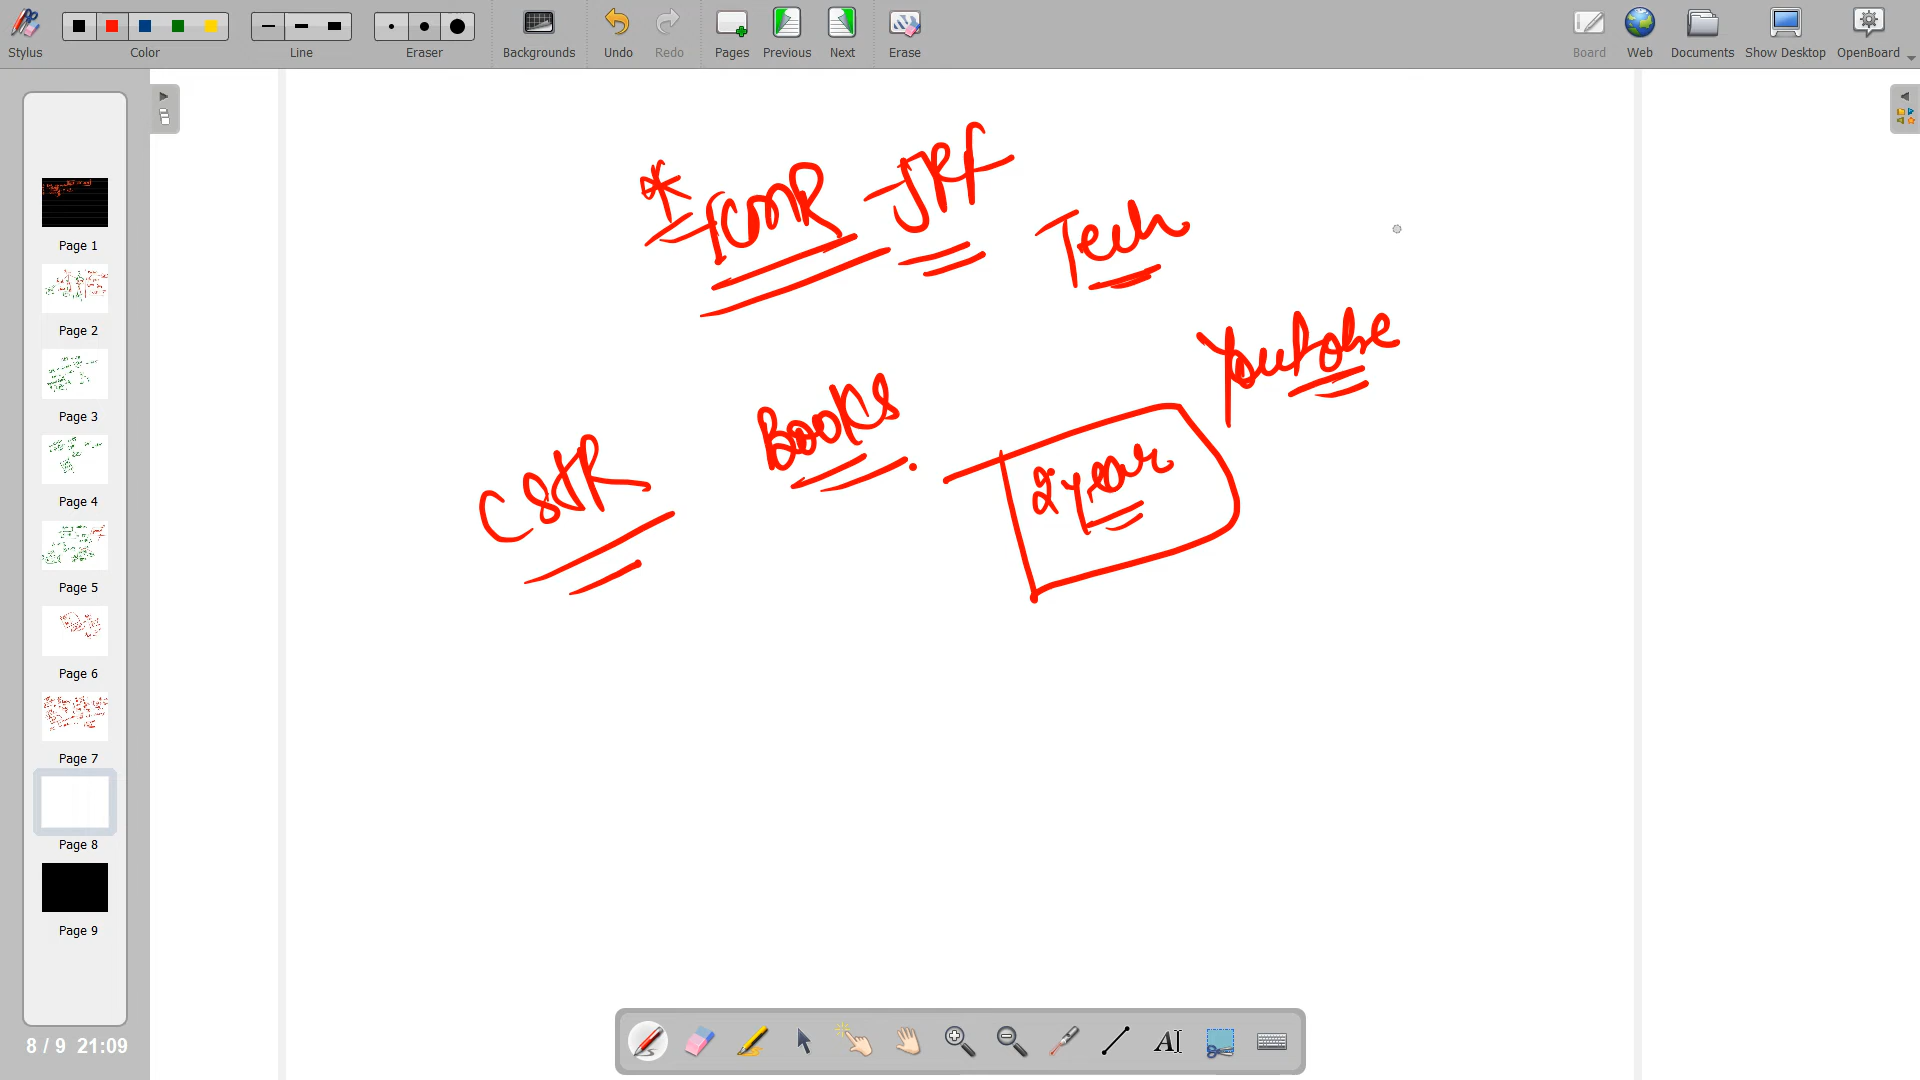 Stylus
Color
Line
Eraser
Backgrounds
Undo
Redo
Pages
Previous
Next
Erase
Board
Web
Documents
Show Desktop
OpenBoard
Page 1
Page 2
Page 3
Page 4
Page 5
Page 6
Page 7
Page 8
Page 9
8 / 9 21:09
* ICMR - JRF
Tech
Youtube
Books
2 year
CSIR